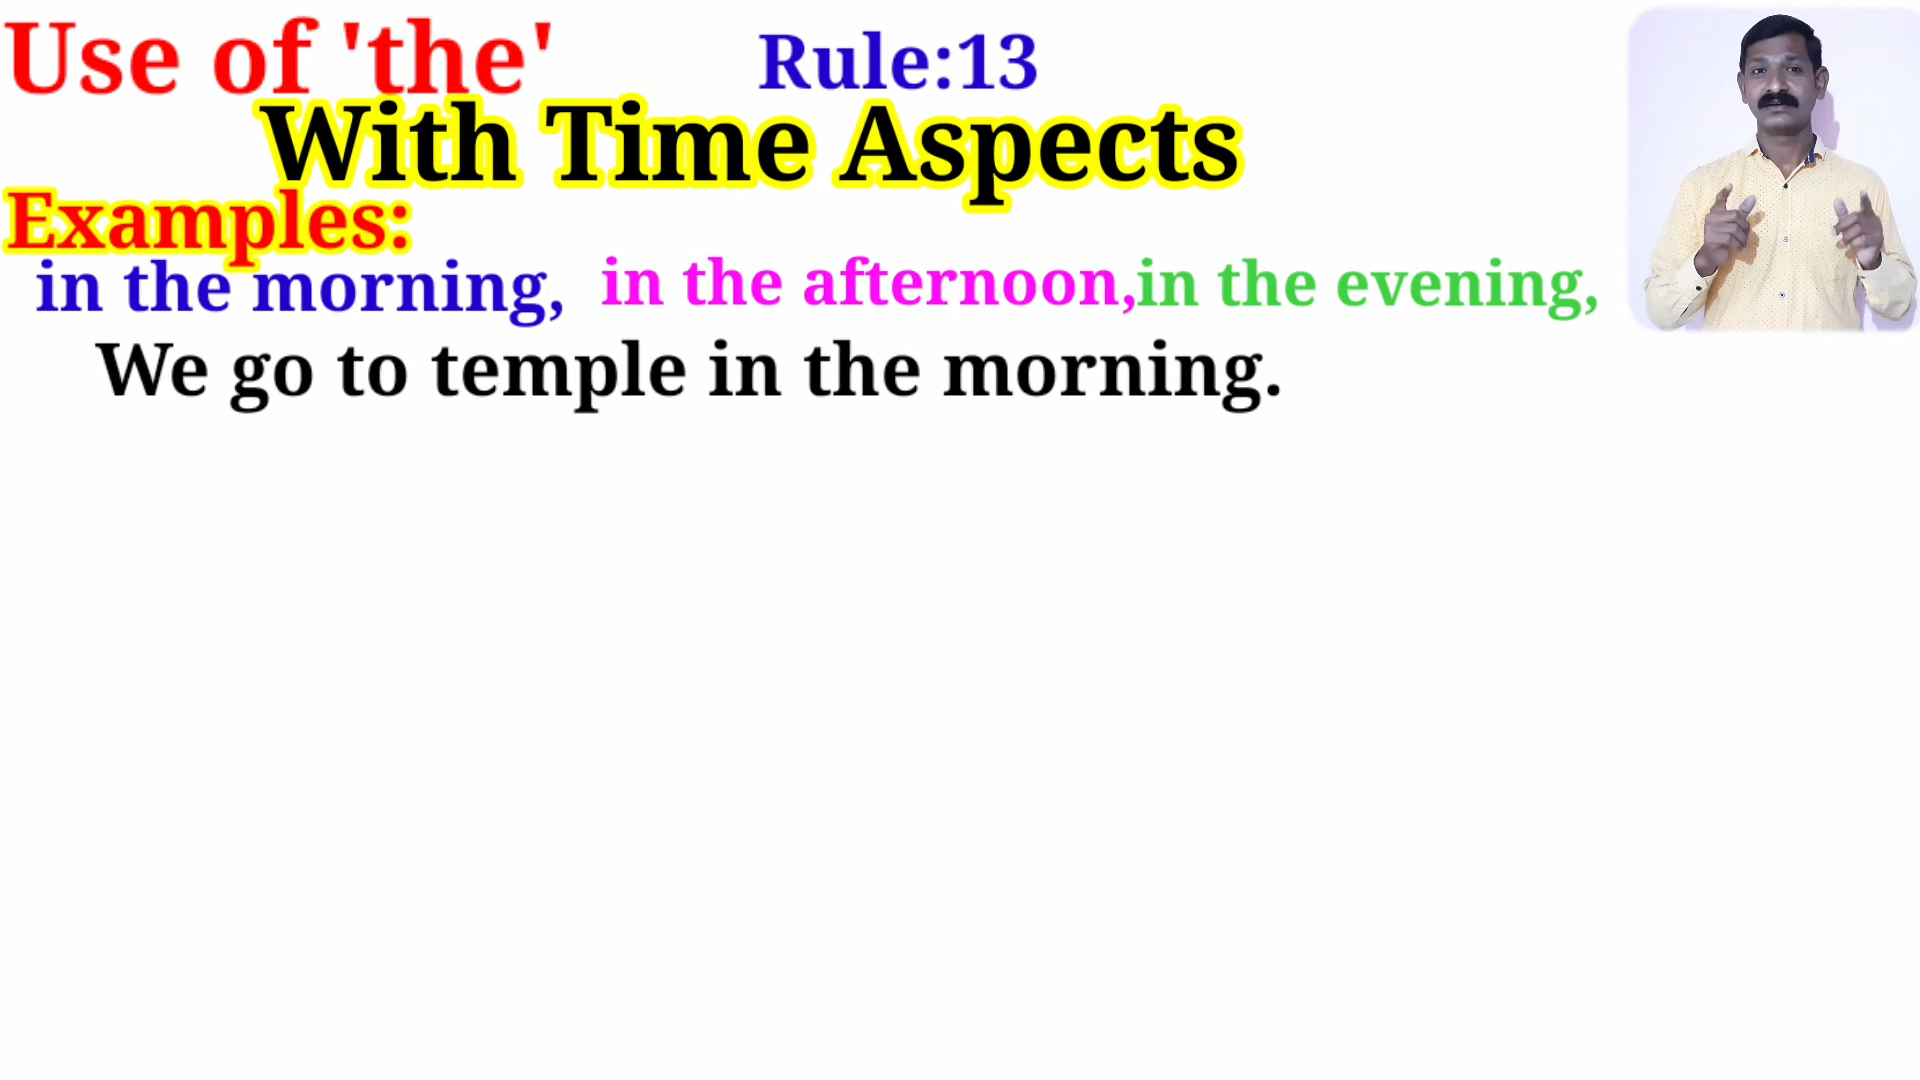 Use of 'the' Rule:13
With Time Aspects
Examples:
in the morning, in the afternoon,in the evening,
We go to temple in the morning.